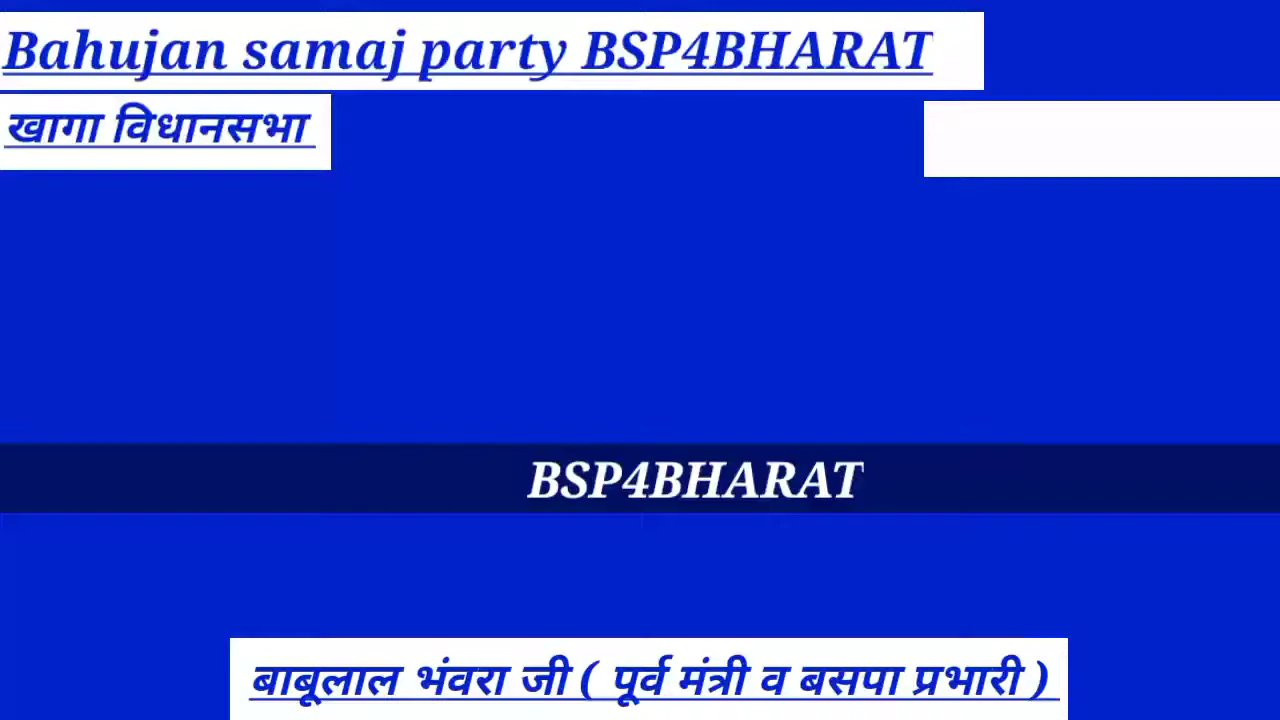 Bahujan samaj party BSP4BHARAT
खागा विधानसभा
BSP4BHARAT
बाबूलाल भंवरा जी ( पूर्व मंत्री व बसपा प्रभारी )